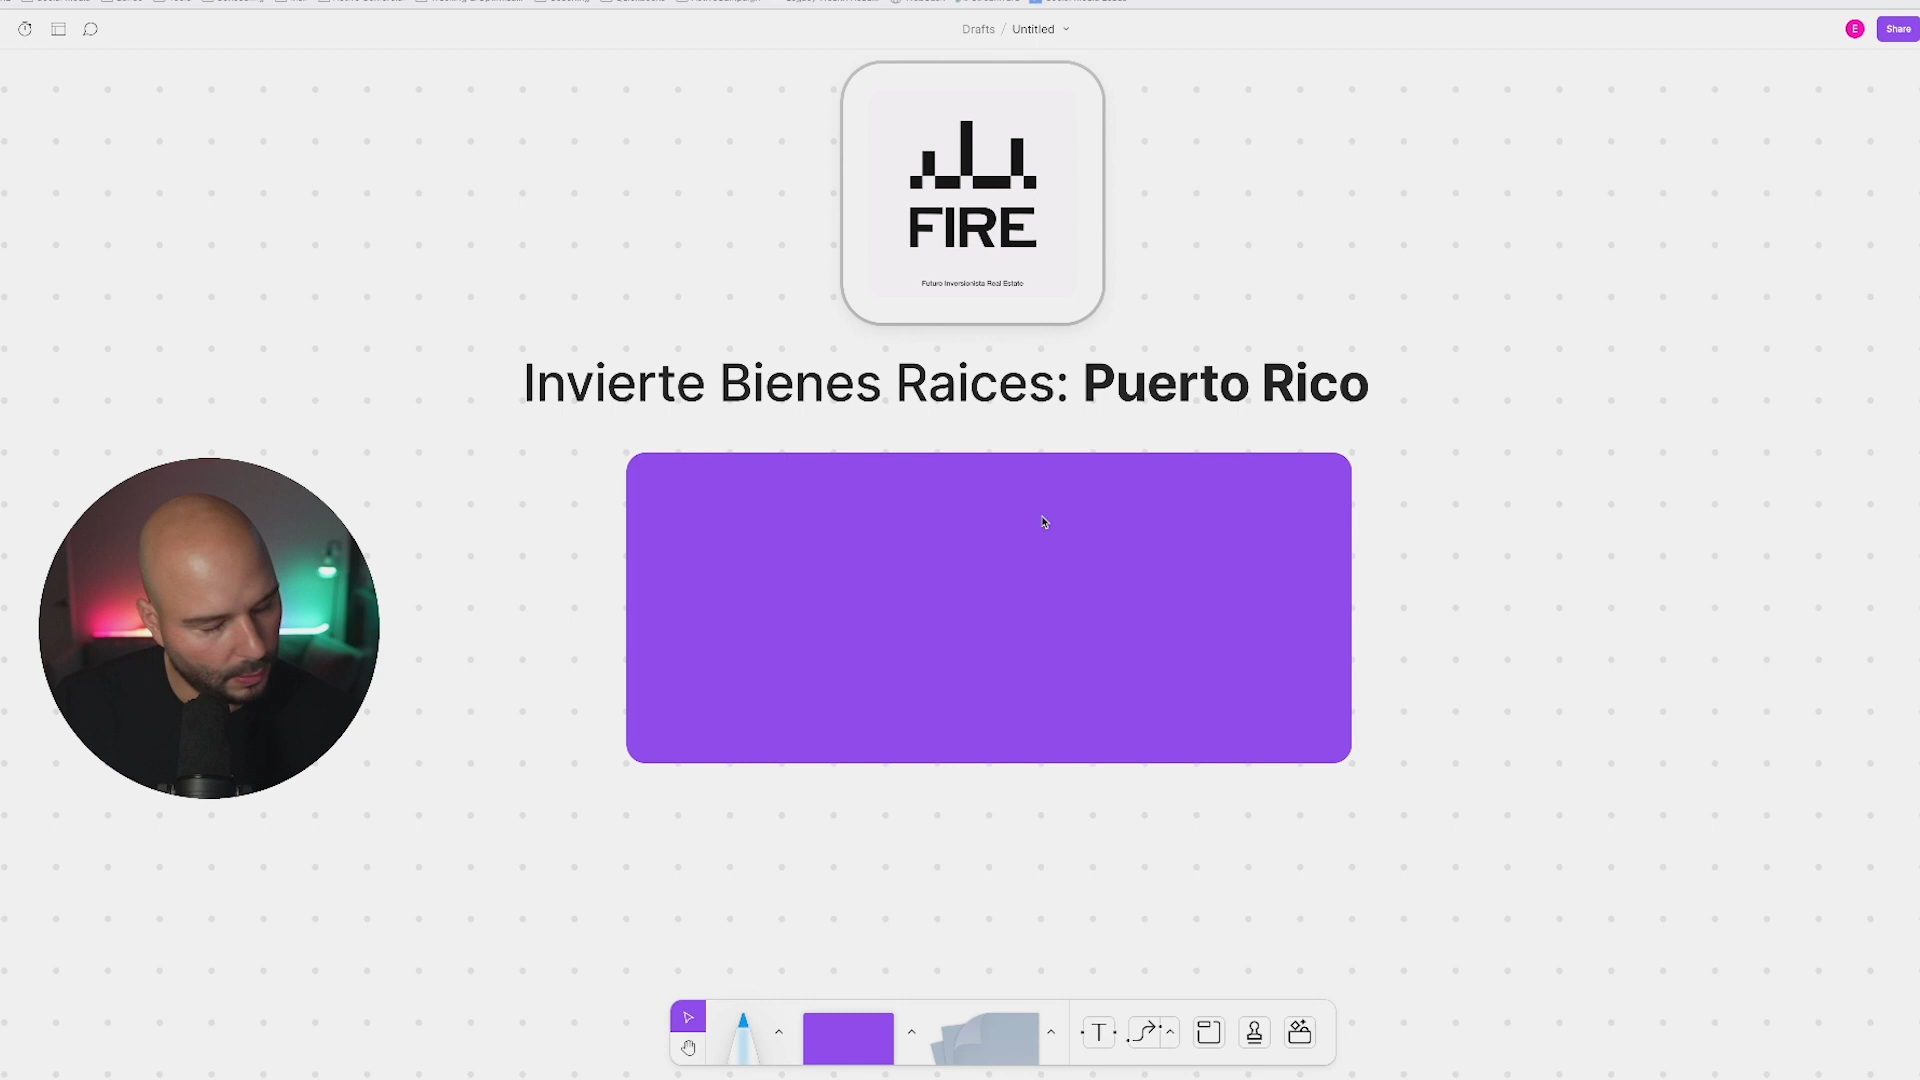 Drafts / Untitled
E
Share
FIRE
Futuro Inversionista Real Estate
Invierte Bienes Raices: Puerto Rico
T